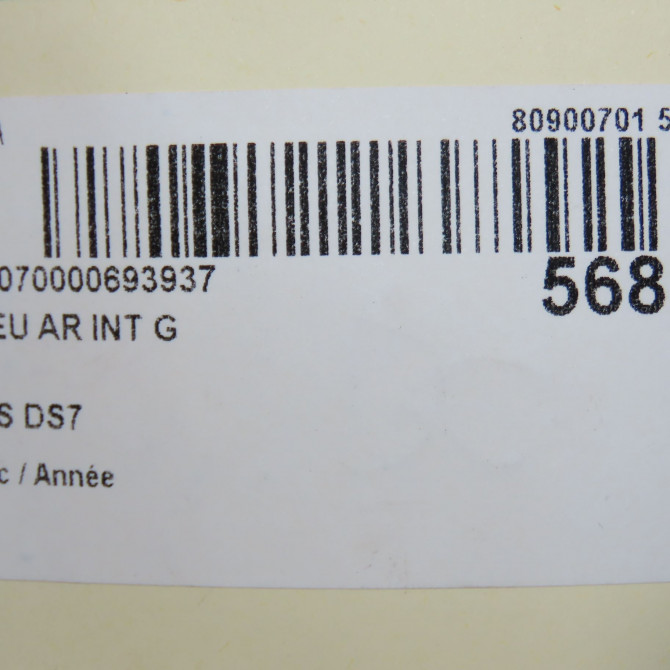 80900701 5
070000693937
568
EU AR INT G
S DS7
c / Année